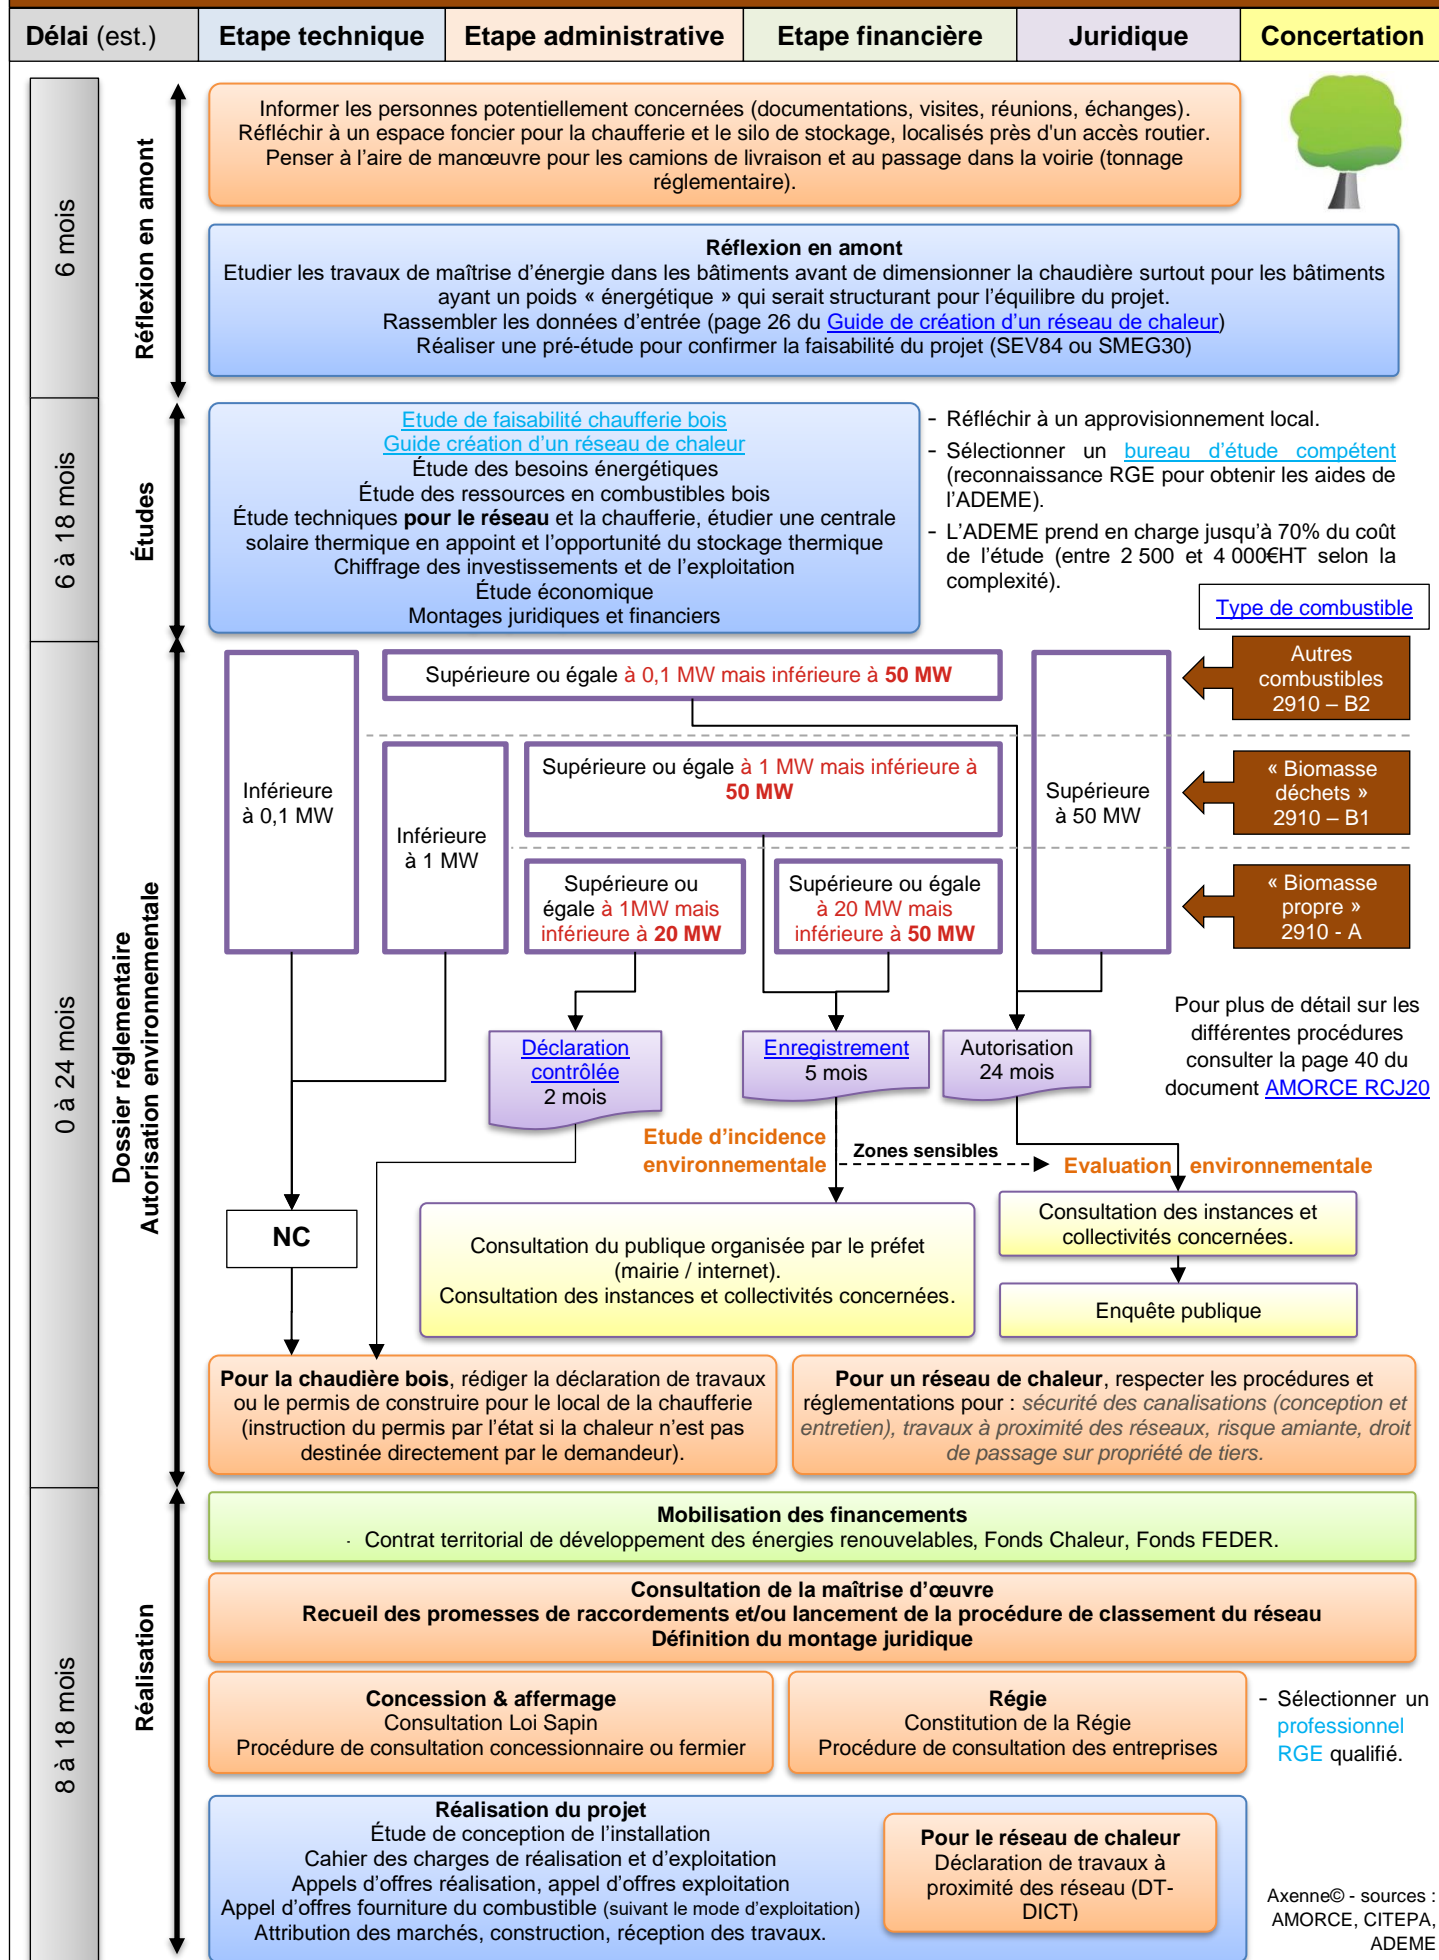 Délai (est.)
Etape technique
Etape administrative
Etape financière
Juridique
Concertation
6 mois
Réflexion en amont
Informer les personnes potentiellement concernées (documentations, visites, réunions, échanges).
Réfléchir à un espace foncier pour la chaufferie et le silo de stockage, localisés près d'un accès routier.
Penser à l'aire de manœuvre pour les camions de livraison et au passage dans la voirie (tonnage
réglementaire).
Réflexion en amont
Etudier les travaux de maîtrise d'énergie dans les bâtiments avant de dimensionner la chaudière surtout pour les bâtiments
ayant un poids « énergétique » qui serait structurant pour l'équilibre du projet.
Rassembler les données d'entrée (page 26 du Guide de création d'un réseau de chaleur)
Réaliser une pré-étude pour confirmer la faisabilité du projet (SEV84 ou SMEG30)
6 à 18 mois
Études
Etude de faisabilité chaufferie bois
Guide création d'un réseau de chaleur
Étude des besoins énergétiques
Étude des ressources en combustibles bois
Étude techniques pour le réseau et la chaufferie, étudier une centrale
solaire thermique en appoint et l'opportunité du stockage thermique
Chiffrage des investissements et de l'exploitation
Étude économique
Montages juridiques et financiers
- Réfléchir à un approvisionnement local.
- Sélectionner un bureau d'étude compétent
(reconnaissance RGE pour obtenir les aides de
l'ADEME).
- L'ADEME prend en charge jusqu'à 70% du coût
de l'étude (entre 2 500 et 4 000€HT selon la
complexité).
Type de combustible
0 à 24 mois
Dossier réglementaire
Autorisation environnementale
Supérieure ou égale à 0,1 MW mais inférieure à 50 MW
Autres
combustibles
2910 – B2
Inférieure
à 0,1 MW
Inférieure
à 1 MW
Supérieure ou égale à 1 MW mais inférieure à
50 MW
Supérieure
à 50 MW
« Biomasse
déchets »
2910 – B1
Supérieure ou
égale à 1MW mais
inférieure à 20 MW
Supérieure ou égale
à 20 MW mais
inférieure à 50 MW
« Biomasse
propre »
2910 - A
Déclaration
contrôlée
2 mois
Enregistrement
5 mois
Autorisation
24 mois
Pour plus de détail sur les
différentes procédures
consulter la page 40 du
document AMORCE RCJ20
Etude d'incidence
environnementale
Zones sensibles
Evaluation environnementale
NC
Consultation du publique organisée par le préfet
(mairie / internet).
Consultation des instances et collectivités concernées.
Consultation des instances et
collectivités concernées.
Enquête publique
Pour la chaudière bois, rédiger la déclaration de travaux
ou le permis de construire pour le local de la chaufferie
(instruction du permis par l'état si la chaleur n'est pas
destinée directement par le demandeur).
Pour un réseau de chaleur, respecter les procédures et
réglementations pour : sécurité des canalisations (conception et
entretien), travaux à proximité des réseaux, risque amiante, droit
de passage sur propriété de tiers.
8 à 18 mois
Réalisation
Mobilisation des financements
- Contrat territorial de développement des énergies renouvelables, Fonds Chaleur, Fonds FEDER.
Consultation de la maîtrise d'œuvre
Recueil des promesses de raccordements et/ou lancement de la procédure de classement du réseau
Définition du montage juridique
Concession & affermage
Consultation Loi Sapin
Procédure de consultation concessionnaire ou fermier
Régie
Constitution de la Régie
Procédure de consultation des entreprises
- Sélectionner un
professionnel
RGE qualifié.
Réalisation du projet
Étude de conception de l'installation
Cahier des charges de réalisation et d'exploitation
Appels d'offres réalisation, appel d'offres exploitation
Appel d'offres fourniture du combustible (suivant le mode d'exploitation)
Attribution des marchés, construction, réception des travaux.
Pour le réseau de chaleur
Déclaration de travaux à
proximité des réseau (DT-
DICT)
Axenne© - sources :
AMORCE, CITEPA,
ADEME